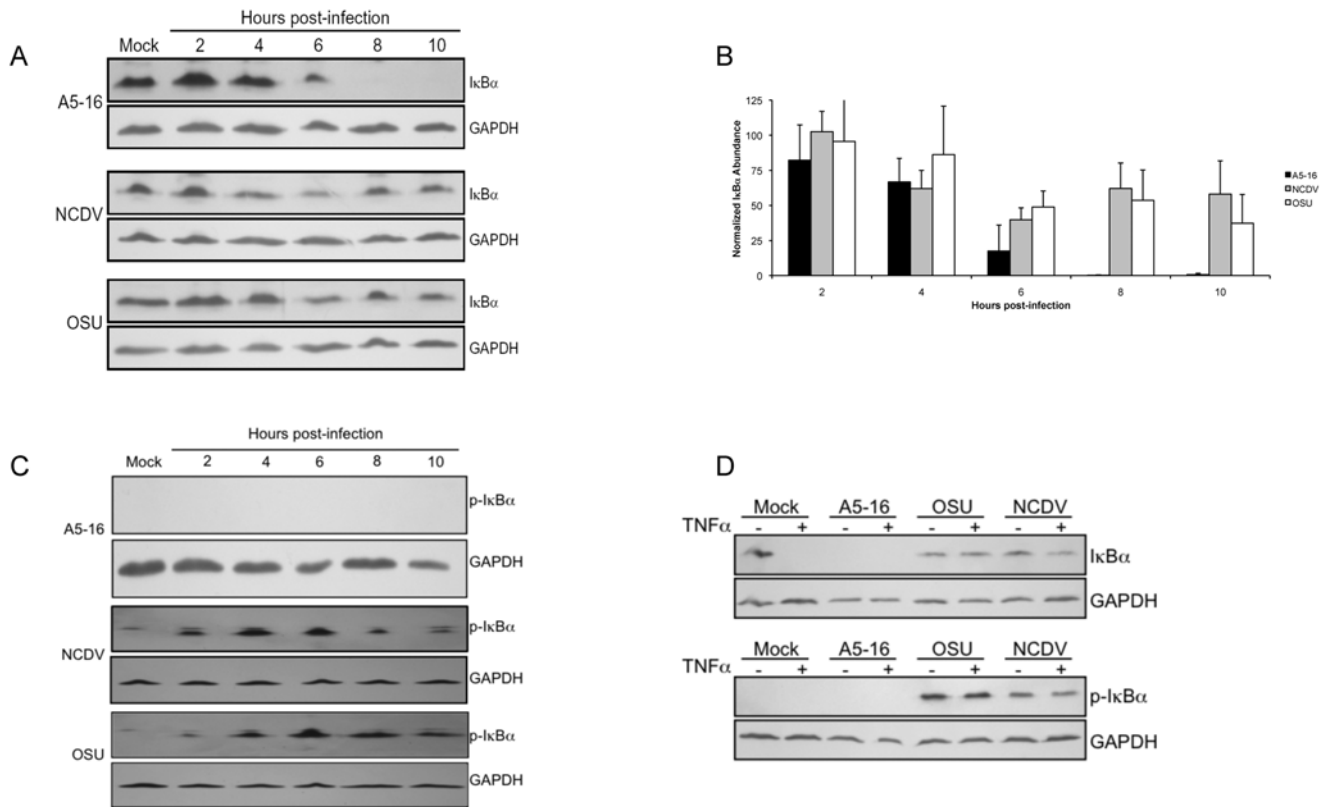 A
Hours post-infection
Mock 2 4 6 8 10
A5-16
IκBα
GAPDH
NCDV
IκBα
GAPDH
OSU
IκBα
GAPDH
B
Normalized IκBα Abundance
125
100
75
50
25
0
2 4 6 8 10
Hours post-infection
A5-16
NCDV
OSU
C
Hours post-infection
Mock 2 4 6 8 10
A5-16
p-IκBα
GAPDH
NCDV
p-IκBα
GAPDH
OSU
p-IκBα
GAPDH
D
Mock A5-16 OSU NCDV
TNFα - + - + - + - +
IκBα
GAPDH
Mock A5-16 OSU NCDV
TNFα - + - + - + - +
p-IκBα
GAPDH